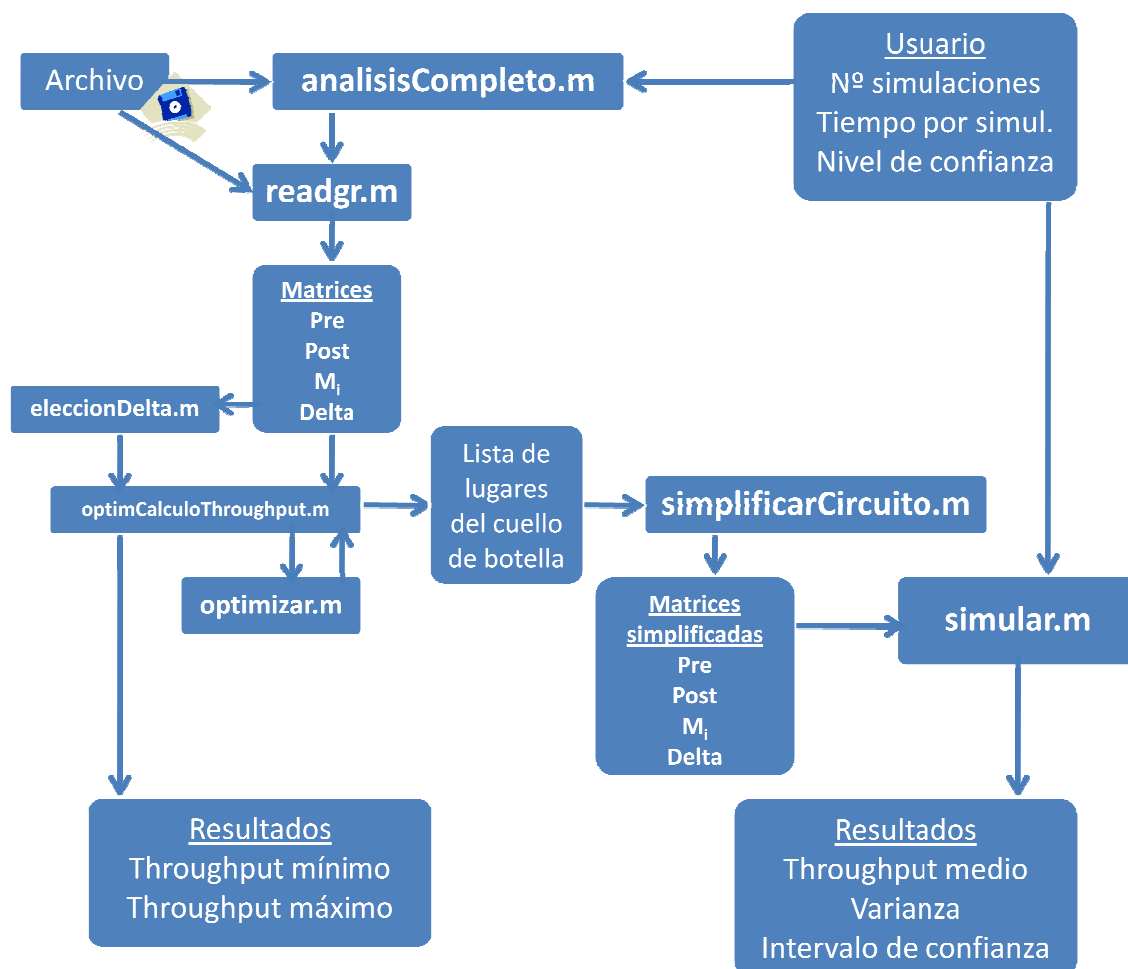 Archivo
analisisCompleto.m
Usuario
Nº simulaciones
Tiempo por simul.
Nivel de confianza
readgr.m
Matrices
Pre
Post
Mi
Delta
eleccionDelta.m
optimCalculoThroughput.m
Lista de
lugares
del cuello
de botella
simplificarCircuito.m
optimizar.m
Matrices
simplificadas
Pre
Post
Mi
Delta
simular.m
Resultados
Throughput mínimo
Throughput máximo
Resultados
Throughput medio
Varianza
Intervalo de confianza